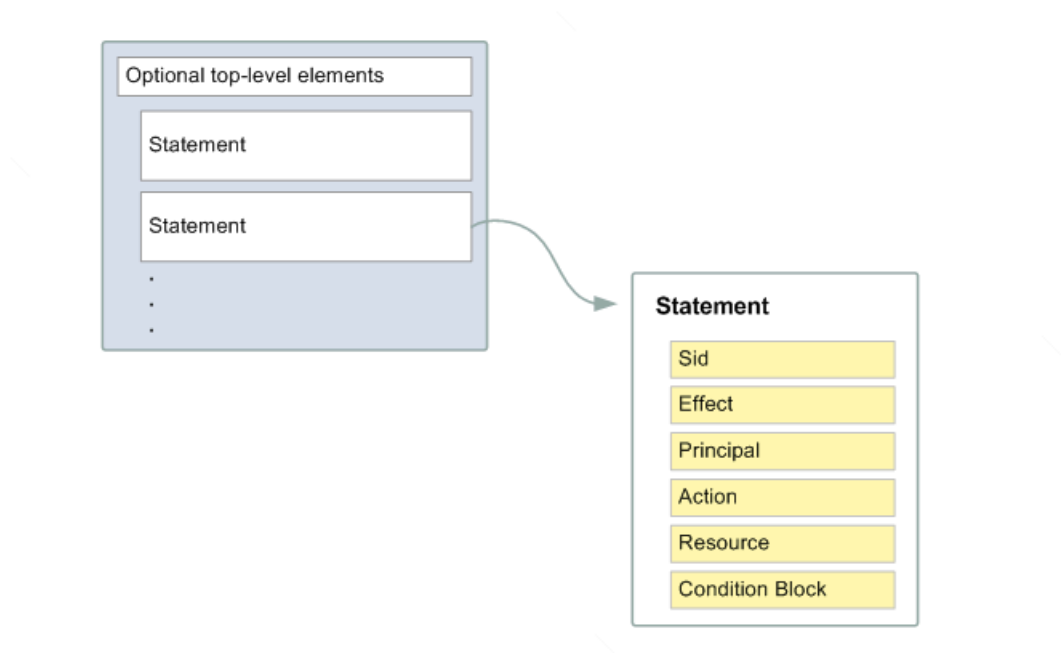 Optional top-level elements
Statement
Statement
.
.
.
Statement
Sid
Effect
Principal
Action
Resource
Condition Block